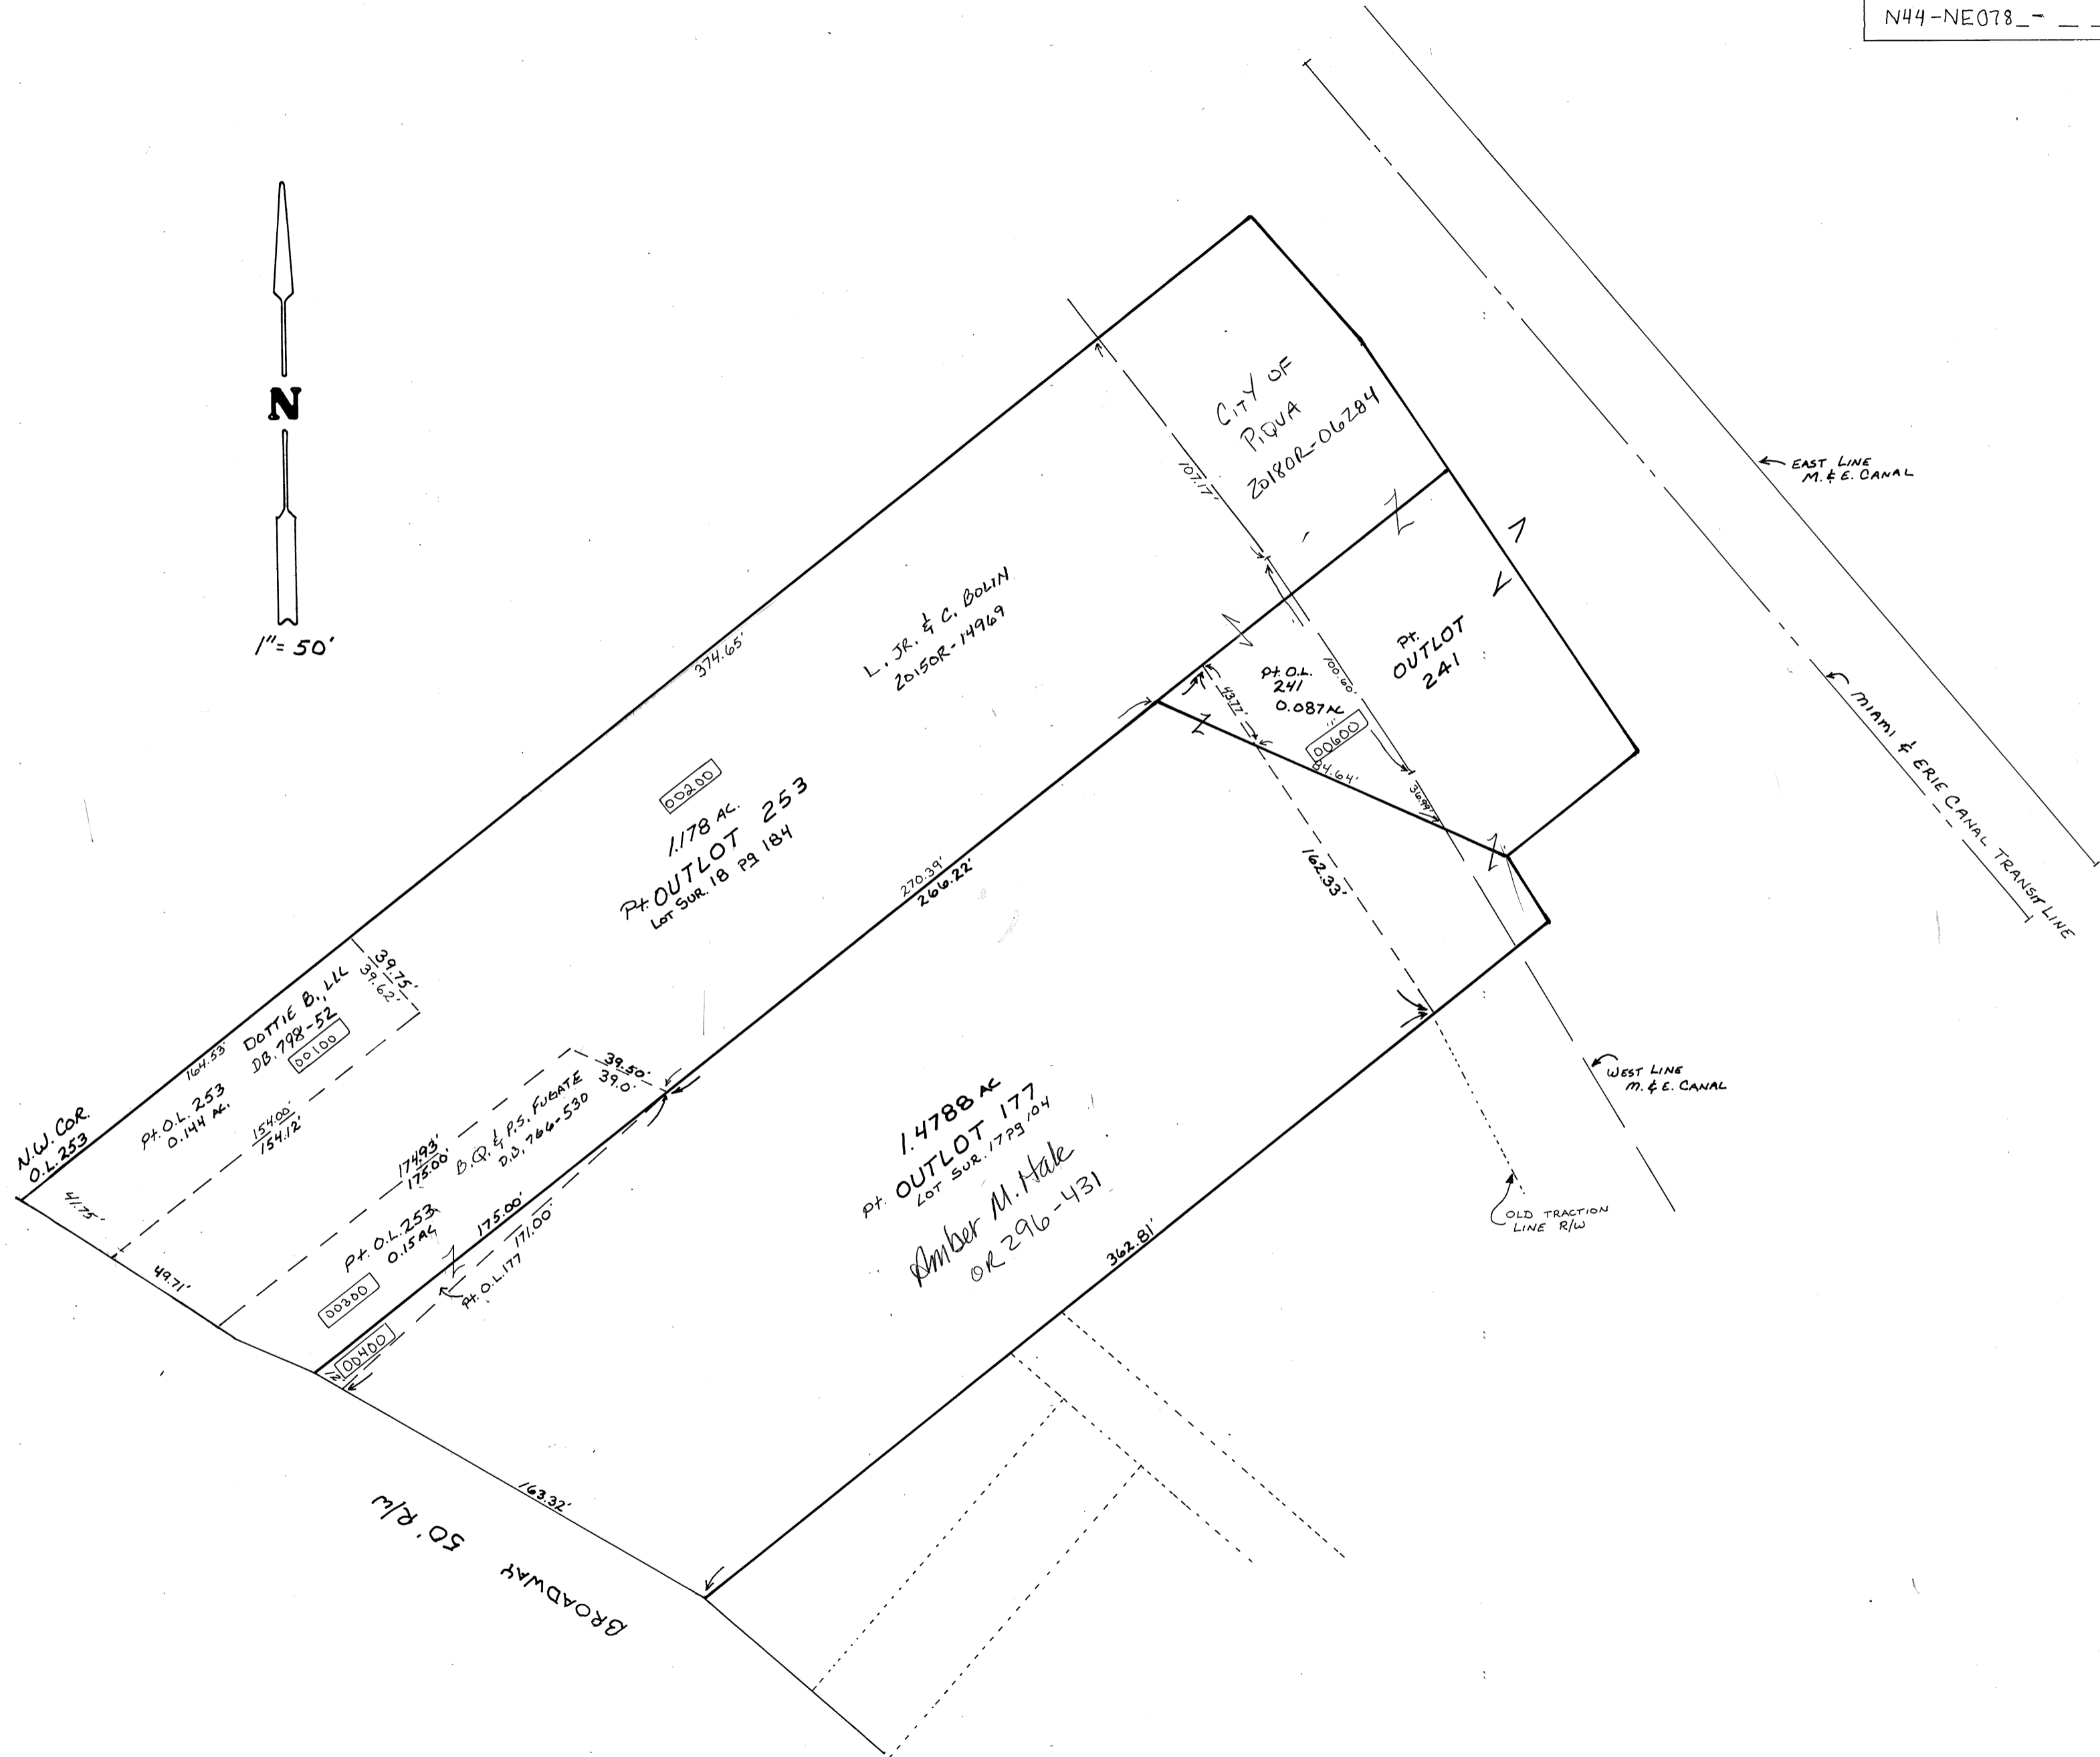 N44-NE078_- _ _
N
1"= 50'
CITY OF
PIQUA
2018OR-06284
107.17'
EAST LINE
M. & E. CANAL
MIAMI & ERIE CANAL TRANSIT LINE
374.65'
L. JR. & C. BOLIN
2015OR-14969
Pt.
OUTLOT
241
Pt. O.L.
241
0.087 AC
00600
100.60'
43.77'
84.64'
36.99'
162.33'
00200
1.178 AC.
Pt. OUTLOT 253
LOT SUR. 18 Pg 184
270.39'
266.22'
39.75'
39.62'
DOTTIE B., LLC
DB. 798-52
00100
164.53'
Pt. O.L. 253
0.144 AC.
154.00'
154.12'
N.W. COR.
O.L. 253
41.75'
49.71'
39.50'
39.0'
B.Q. & P.S. FUGATE
D.B. 766-530
174.93'
175.00'
Pt. O.L. 253
0.15 AC
00300
175.00'
171.00'
Pt. O.L. 177
00400
1.4788 AC
Pt. OUTLOT 177
LOT SUR. 17 Pg 104
Amber M. Hale
OR 296-431
362.81'
WEST LINE
M. & E. CANAL
OLD TRACTION
LINE R/W
163.32'
BROADWAY 50' R/W